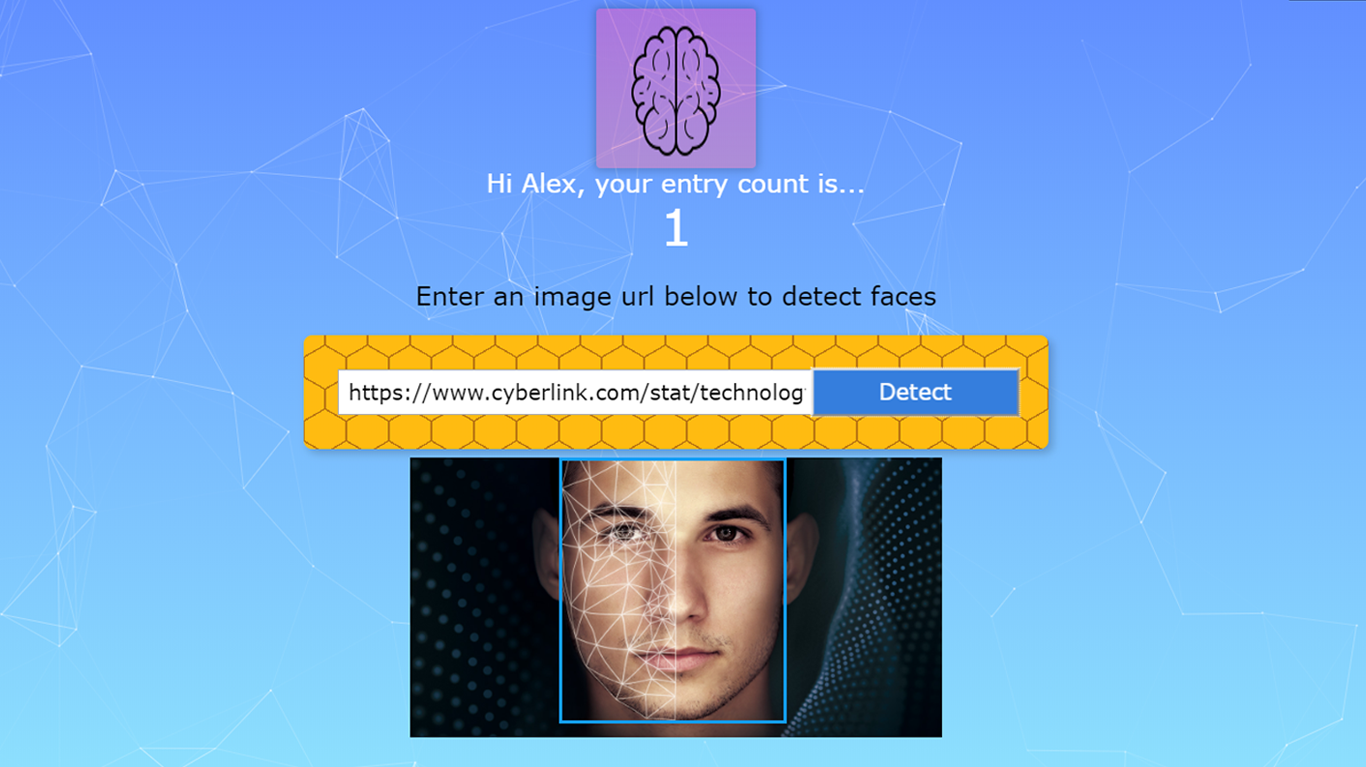 Hi Alex, your entry count is...
1
Enter an image url below to detect faces
https://www.cyberlink.com/stat/technolog
Detect